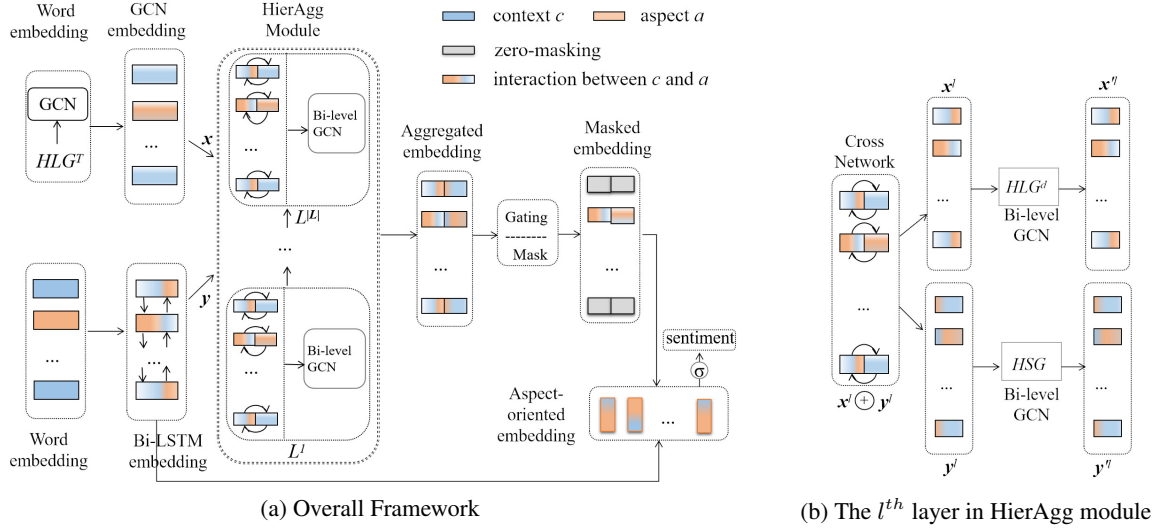 Word
embedding
GCN
embedding
HierAgg
Module
context c
aspect a
zero-masking
interaction between c and a
GCN
HLG^T
...
x
Bi-level
GCN
...
L^|L|
...
Aggregated
embedding
...
Gating
Mask
Masked
embedding
...
...
y
...
Bi-level
GCN
...
L^1
Word
embedding
Bi-LSTM
embedding
sentiment
σ
Aspect-
oriented
embedding
...
(a) Overall Framework
x^l
x'^l
Cross
Network
...
HLG^d
Bi-level
GCN
...
...
x^l + y^l
...
HSG
Bi-level
GCN
...
y^l
y'^l
(b) The l^th layer in HierAgg module